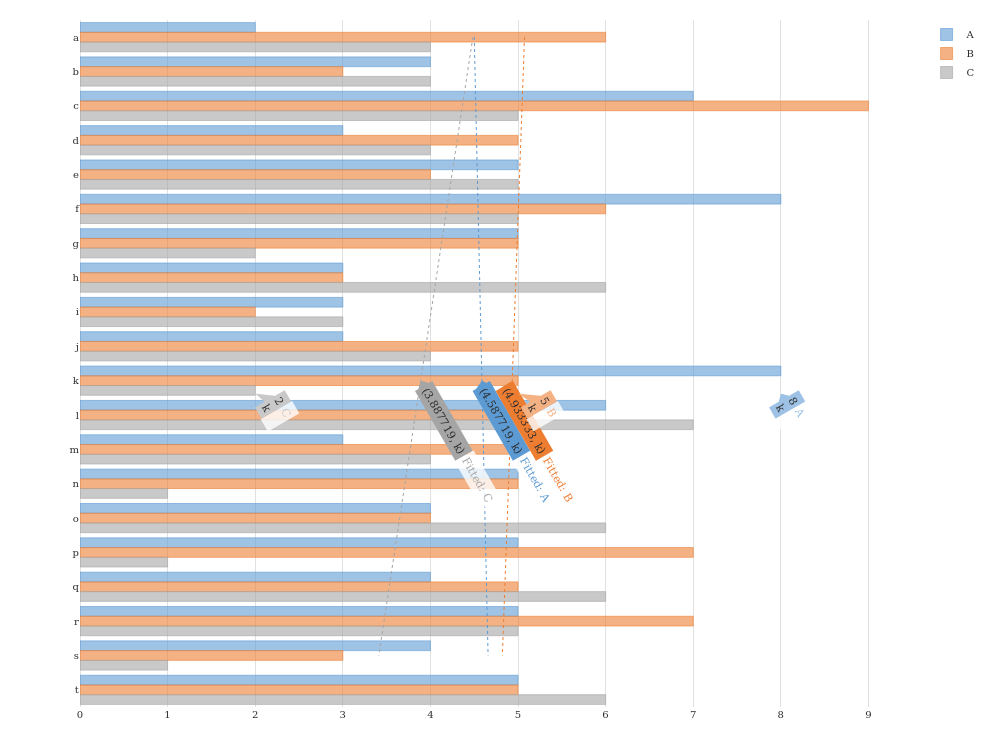 A
B
C
a
b
c
d
e
f
g
h
i
j
k
l
m
n
o
p
q
r
s
t
2
k
C
(3.887719, k)
Fitted: C
(4.587719, k)
Fitted: A
(4.933333, k)
Fitted: B
5
k
B
8
k
A
0 1 2 3 4 5 6 7 8 9